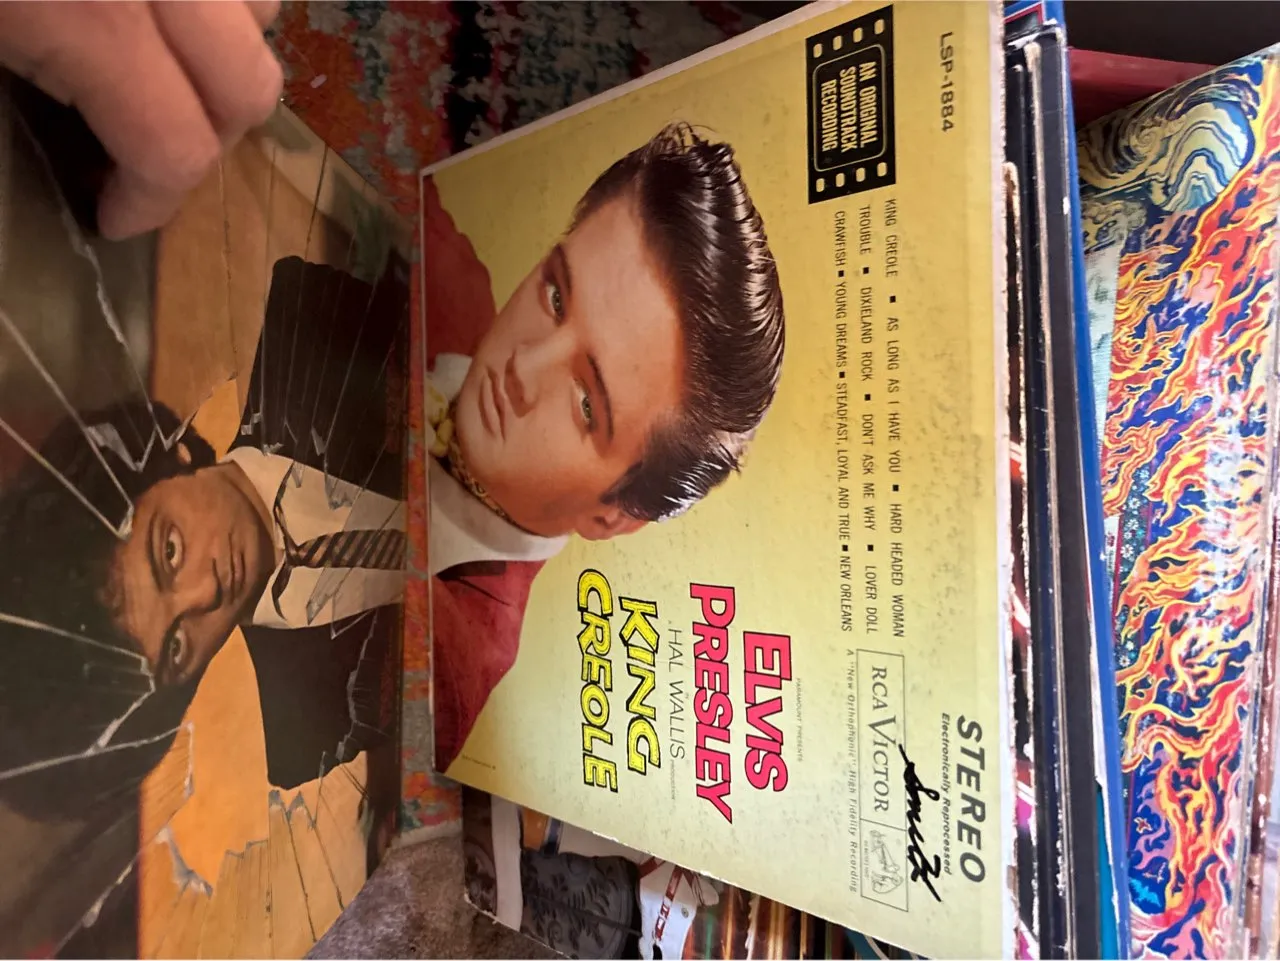 LSP-1884
STEREO
Electronically Reprocessed
Smith
AN ORIGINAL
SOUNDTRACK
RECORDING
KING CREOLE ▪ AS LONG AS I HAVE YOU ▪ HARD HEADED WOMAN
TROUBLE ▪ DIXIELAND ROCK ▪ DON'T ASK ME WHY ▪ LOVER DOLL
CRAWFISH ▪ YOUNG DREAMS ▪ STEADFAST, LOYAL AND TRUE ▪ NEW ORLEANS
RCA VICTOR
A "New Orthophonic" High Fidelity Recording
PARAMOUNT PRESENTS
ELVIS
PRESLEY
HAL WALLIS PRODUCTION
KING
CREOLE